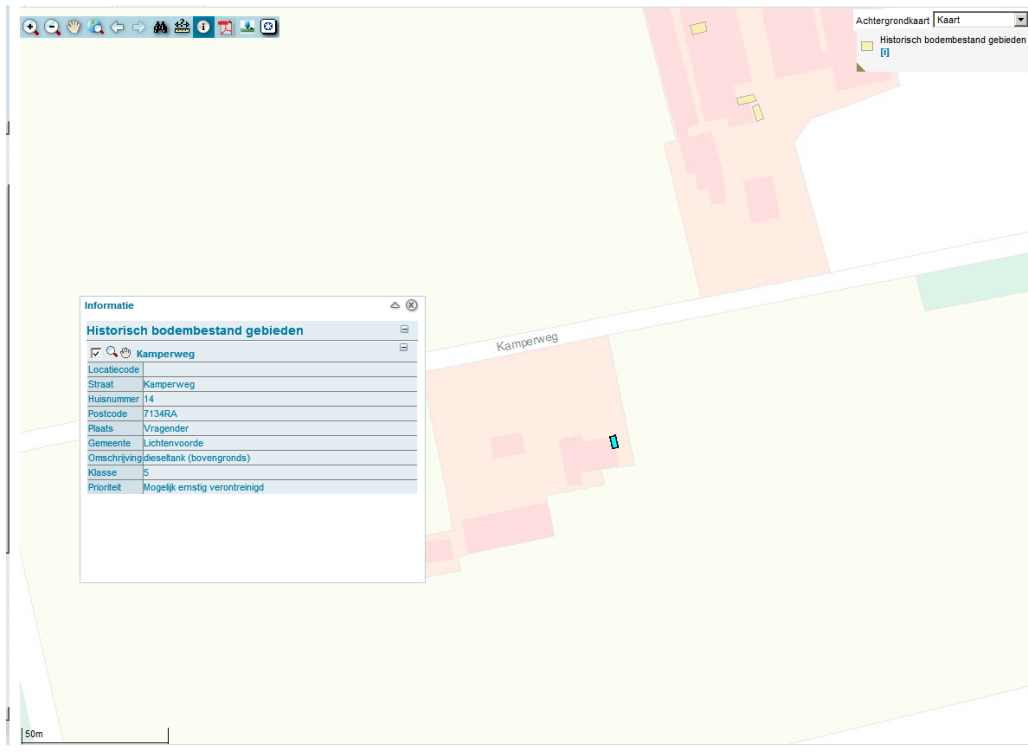 Achtergrondkaart Kaart
Historisch bodembestand gebieden
[i]
Kamperweg
Informatie
Historisch bodembestand gebieden
Kamperweg
Locatiecode
Straat Kamperweg
Huisnummer 14
Postcode 7134RA
Plaats Vragender
Gemeente Lichtenvoorde
Omschrijving dieseltank (bovengronds)
Klasse 5
Prioriteit Mogelijk ernstig verontreinigd
50m